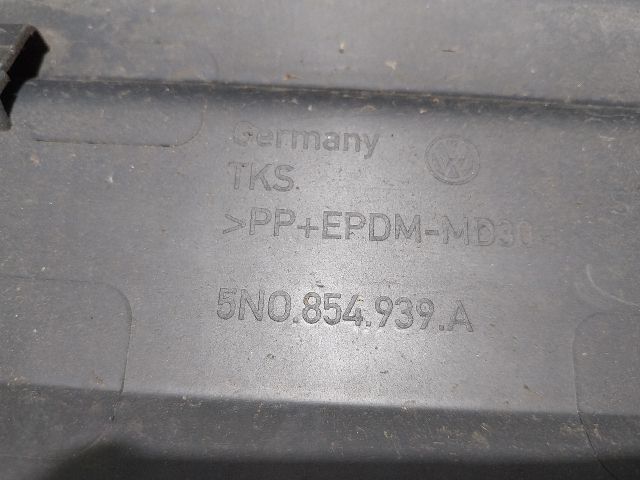 Germany
TKS
>PP+EPDM-MD30
5N0.854.939.A